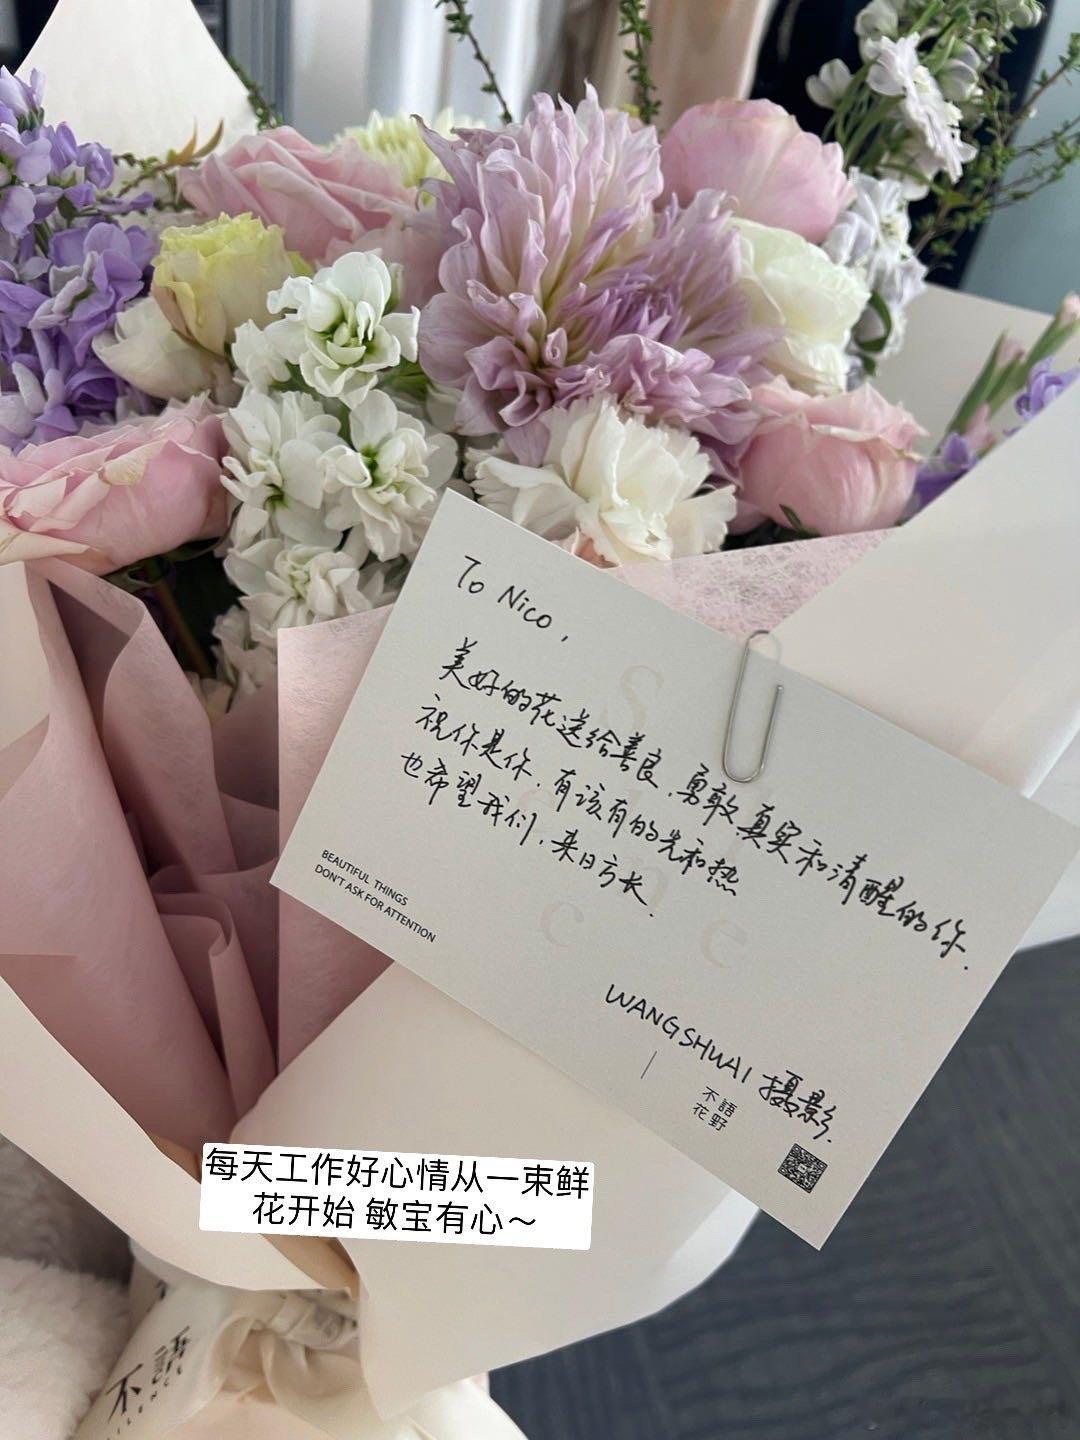 To Nico,
美好的花送给善良，勇敢，真实和清醒的你.
祝你是你，有该有的光和热
也希望我们，来日方长.
BEAUTIFUL THINGS
DON'T ASK FOR ATTENTION
WANGSHUAI 摄影.
不語
花野
每天工作好心情从一束鲜
花开始 敏宝有心～
不語
SILENCE